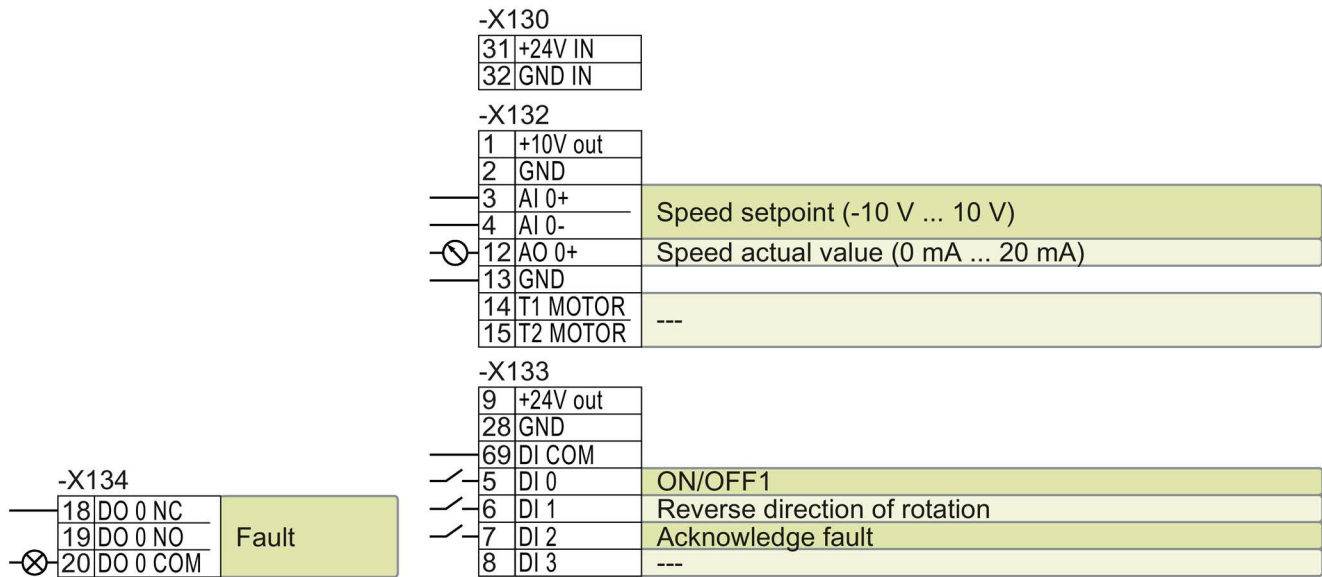 -X130
31 +24V IN
32 GND IN
-X132
1 +10V out
2 GND
3 AI 0+
4 AI 0-
Speed setpoint (-10 V ... 10 V)
12 AO 0+ Speed actual value (0 mA ... 20 mA)
13 GND
14 T1 MOTOR
15 T2 MOTOR
---
-X133
9 +24V out
28 GND
69 DI COM
5 DI 0 ON/OFF1
6 DI 1 Reverse direction of rotation
7 DI 2 Acknowledge fault
8 DI 3 ---
-X134
18 DO 0 NC
19 DO 0 NO Fault
20 DO 0 COM